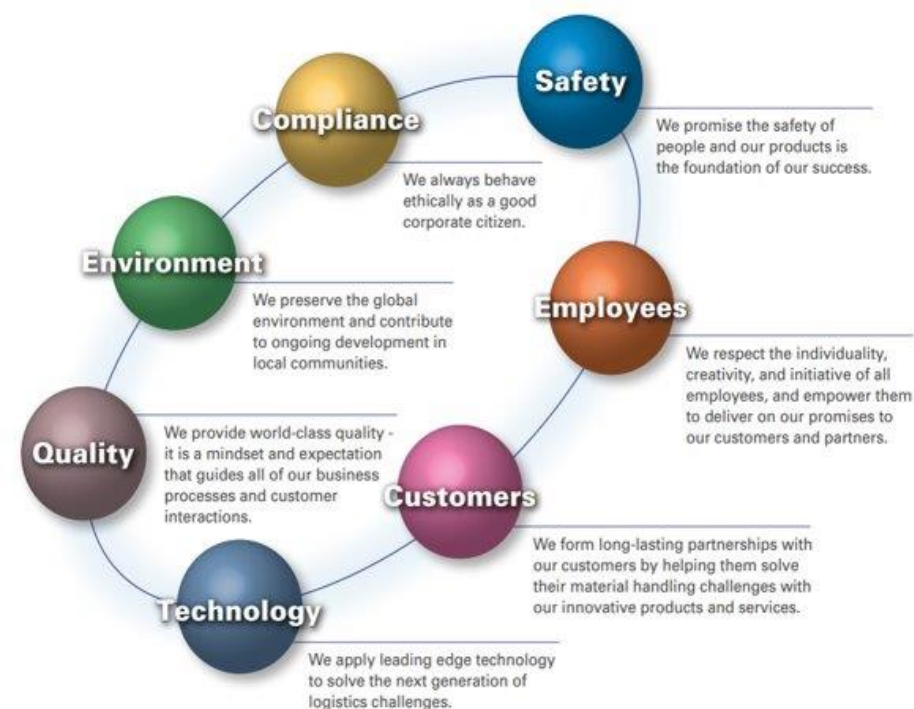 Safety
We promise the safety of
people and our products is
the foundation of our success.
Compliance
We always behave
ethically as a good
corporate citizen.
Environment
We preserve the global
environment and contribute
to ongoing development in
local communities.
Employees
We respect the individuality,
creativity, and initiative of all
employees, and empower them
to deliver on our promises to
our customers and partners.
Quality
We provide world-class quality -
it is a mindset and expectation
that guides all of our business
processes and customer
interactions.
Customers
We form long-lasting partnerships with
our customers by helping them solve
their material handling challenges with
our innovative products and services.
Technology
We apply leading edge technology
to solve the next generation of
logistics challenges.